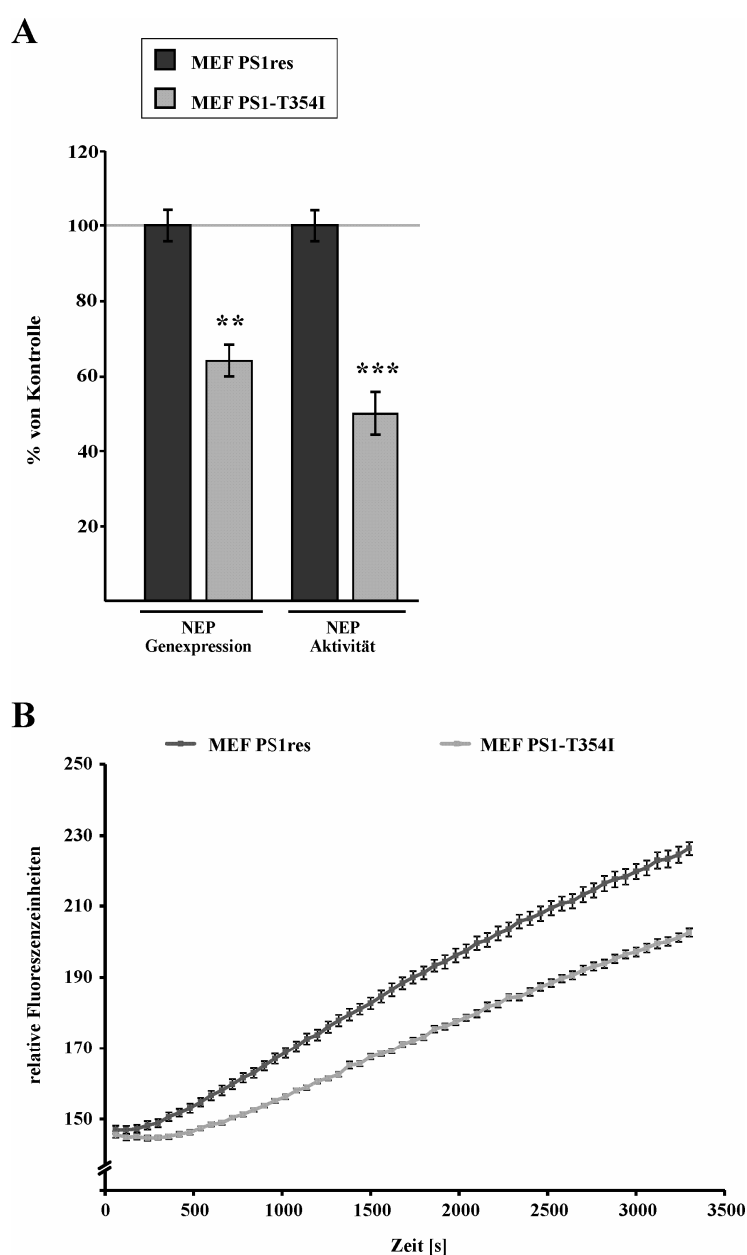 A
MEF PS1res
MEF PS1-T354I
% von Kontrolle
120
100
80
60
40
20
**
***
NEP
Genexpression
NEP
Aktivität
B
MEF PS1res
MEF PS1-T354I
relative Fluoreszenzeinheiten
250
230
210
190
170
150
0
500
1000
1500
2000
2500
3000
3500
Zeit [s]